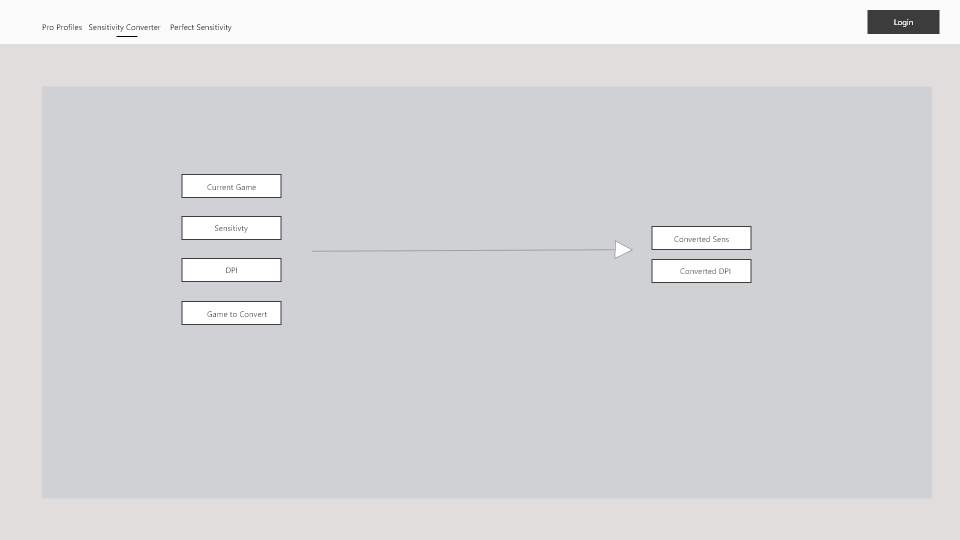 Pro Profiles Sensitivity Converter Perfect Sensitivity Login
Current Game
Sensitivty
DPI
Game to Convert
Converted Sens
Converted DPI